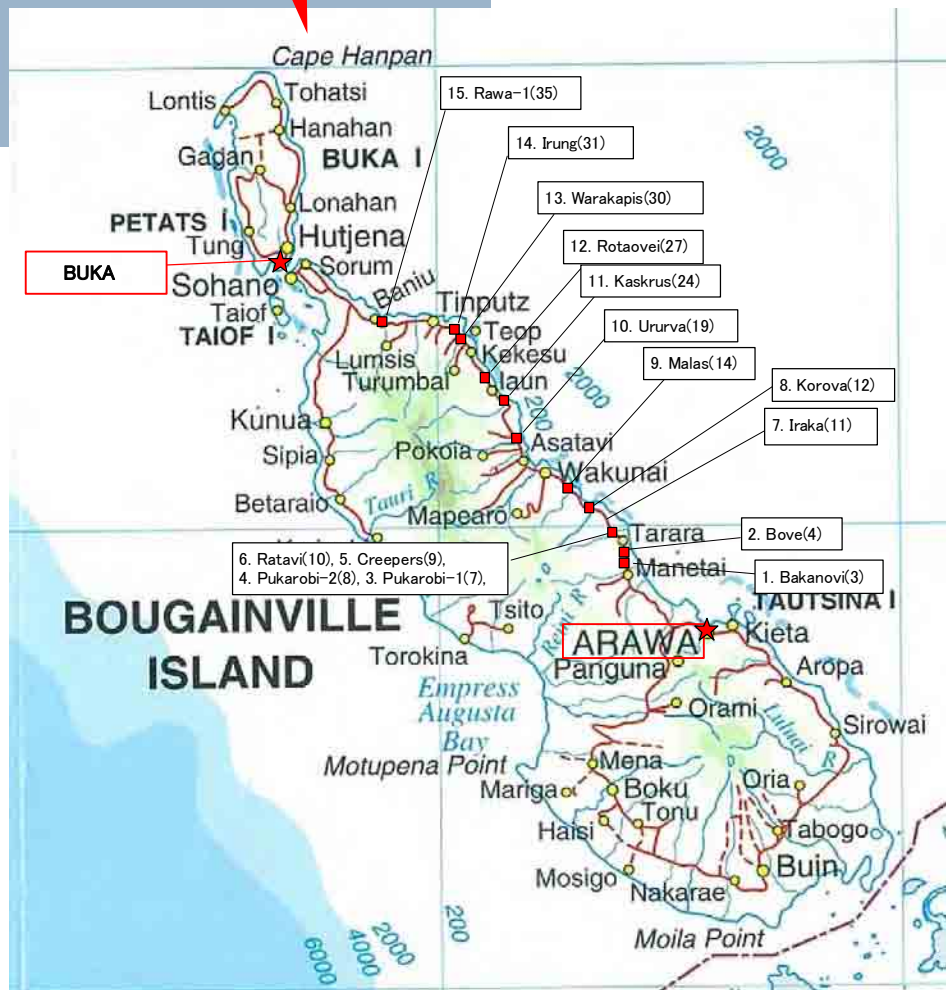 Cape Hanpan
Lontis
Tohatsi
Hanahan
Gagan
BUKA I
Lonahan
PETATS I
Tung
Hutjena
BUKA
Sorum
Sohano
Taiof
TAIOF I
15. Rawa-1(35)
14. Irung(31)
13. Warakapis(30)
12. Rotaovei(27)
11. Kaskrus(24)
10. Ururva(19)
9. Malas(14)
8. Korova(12)
7. Iraka(11)
2000
2000
200
Baniu
Tinputz
Teop
Lumsis
Kekesu
Turumbai
Iaun
Kunua
Asatavi
Sipia
Pokoia
Wakunai
Betaraio
Tauri R
Mapearo
Tarara
2. Bove(4)
6. Ratavi(10), 5. Creepers(9),
4. Pukarobi-2(8), 3. Pukarobi-1(7),
Manetai
1. Bakanovi(3)
TAUTSINA I
BOUGAINVILLE
ISLAND
Tsito
Torokina
ARAWA
Kieta
Panguna
Aropa
Empress
Augusta
Bay
Orami
Luluai
R
Sirowai
Motupena Point
Mena
Oria
Mariga
Boku
Tonu
Haisi
Tabogo
Buin
Mosigo
Nakarae
Moila Point
200
2000
4000
6000